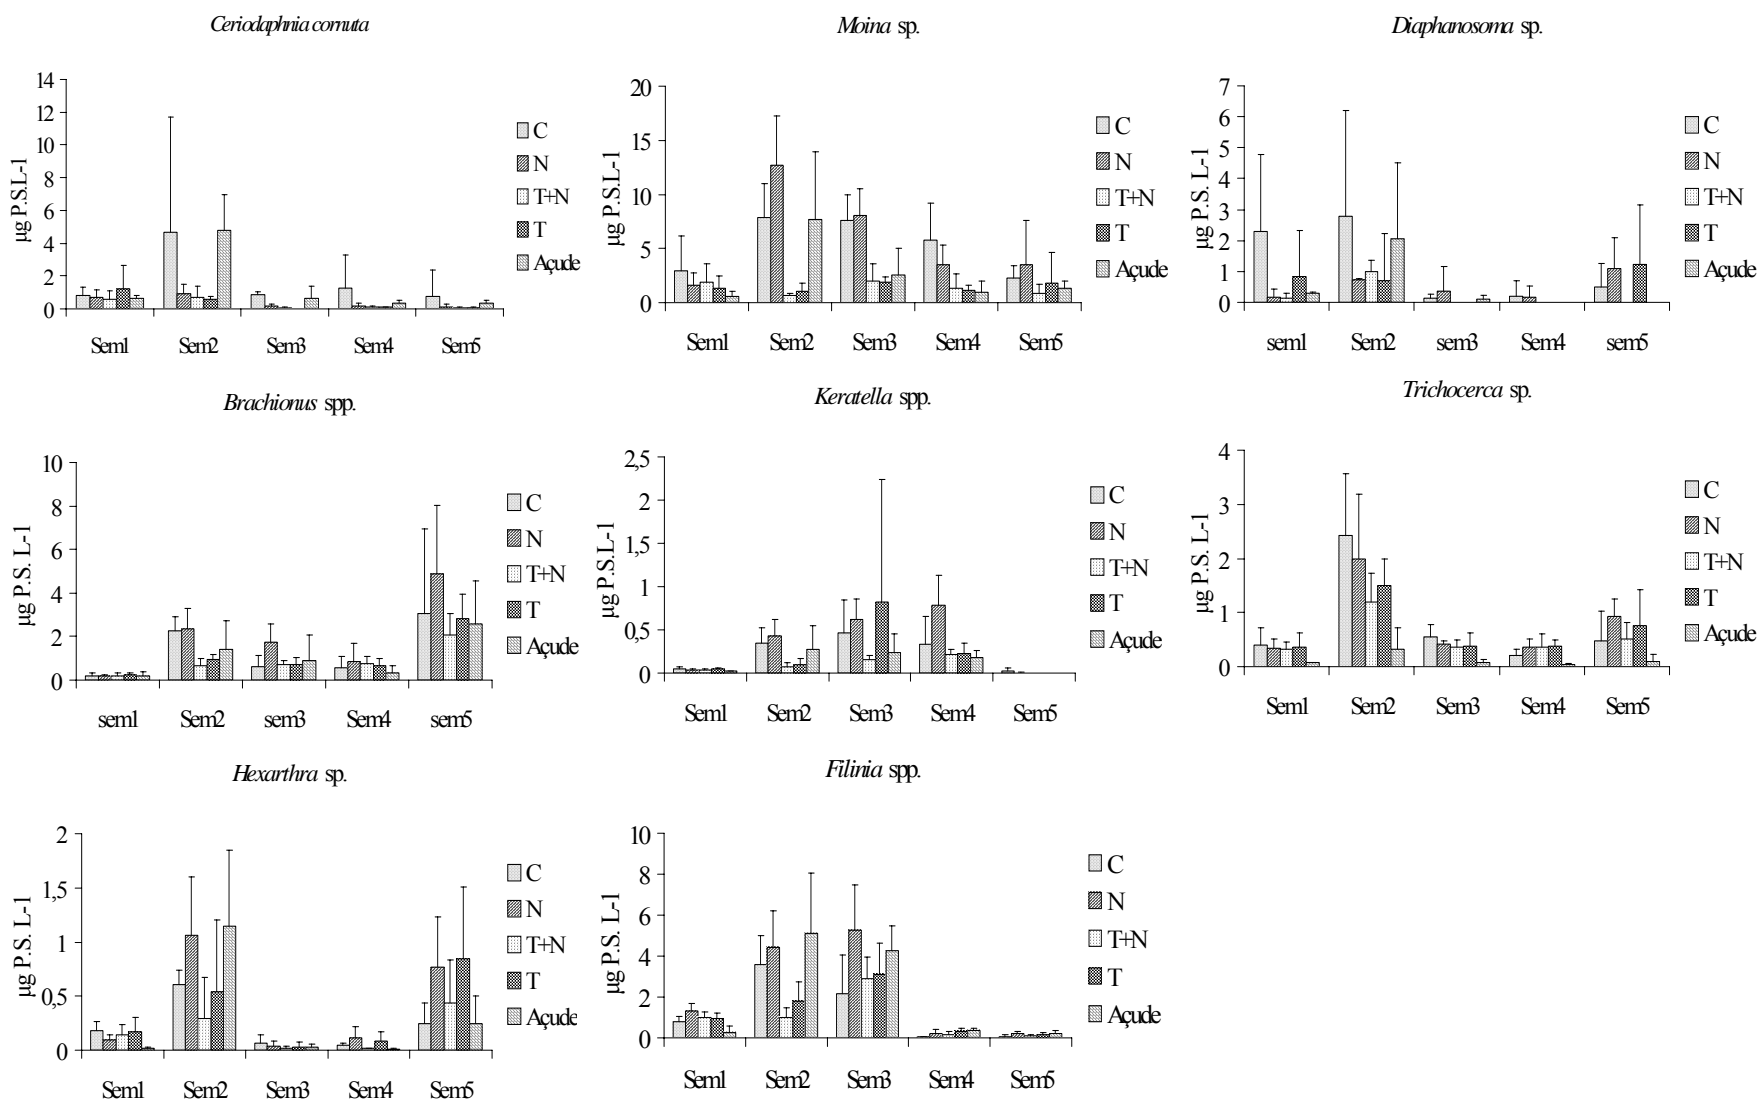 Ceriodaphnia cornuta
14
12
10
8
6
4
2
0
µg P.S.L-1
Sem1 Sem2 Sem3 Sem4 Sem5
C
N
T+N
T
Açude
Moina sp.
20
15
10
5
0
µg P.S.L-1
Sem1 Sem2 Sem3 Sem4 Sem5
C
N
T+N
T
Açude
Diaphanosoma sp.
7
6
5
4
3
2
1
0
µg P.S. L-1
sem1 Sem2 sem3 Sem4 sem5
C
N
T+N
T
Açude
Brachionus spp.
10
8
6
4
2
0
µg P.S. L-1
sem1 Sem2 sem3 Sem4 sem5
C
N
T+N
T
Açude
Keratella spp.
2,5
2
1,5
1
0,5
0
µg P.S.L-1
Sem1 Sem2 Sem3 Sem4 Sem5
C
N
T+N
T
Açude
Trichocerca sp.
4
3
2
1
0
µg P.S. L-1
Sem1 Sem2 Sem3 Sem4 Sem5
C
N
T+N
T
Açude
Hexarthra sp.
2
1,5
1
0,5
0
µg P.S. L-1
Sem1 Sem2 Sem3 Sem4 Sem5
C
N
T+N
T
Açude
Filinia spp.
10
8
6
4
2
0
µg P.S. L-1
Sem1 Sem2 Sem3 Sem4 Sem5
C
N
T+N
T
Açude